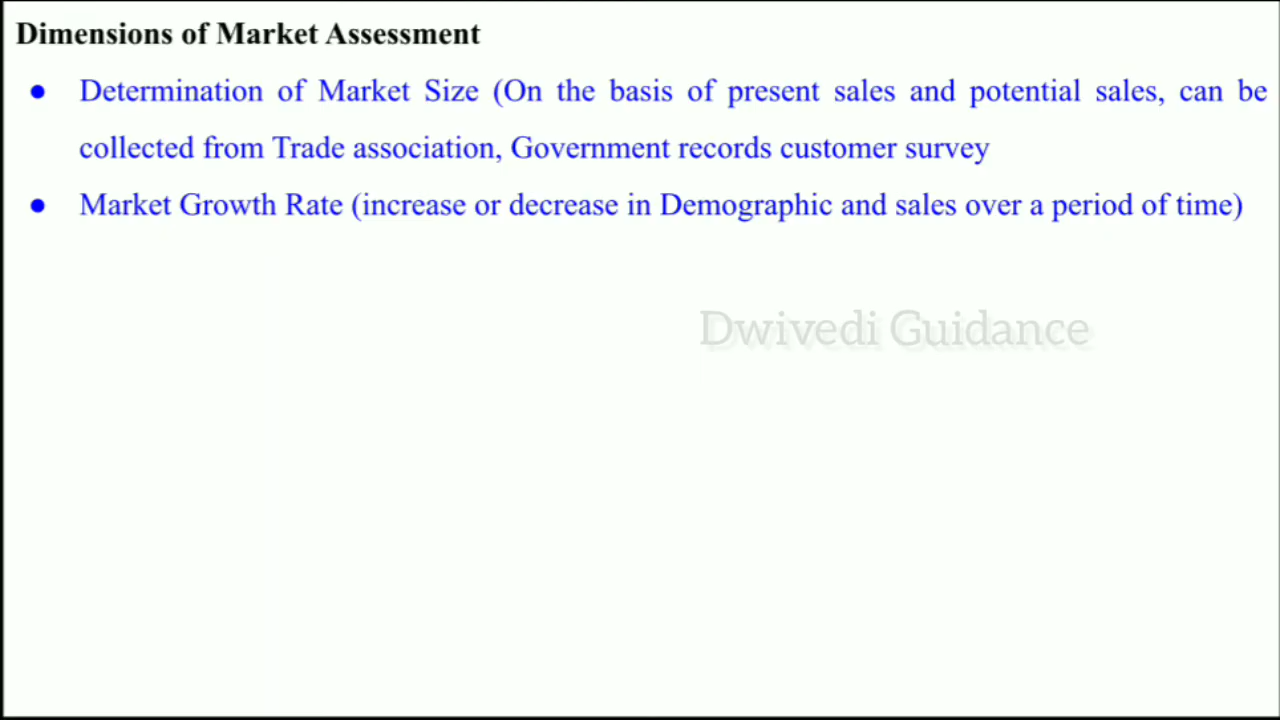 Dimensions of Market Assessment
● Determination of Market Size (On the basis of present sales and potential sales, can be
collected from Trade association, Government records customer survey
● Market Growth Rate (increase or decrease in Demographic and sales over a period of time)
Dwivedi Guidance